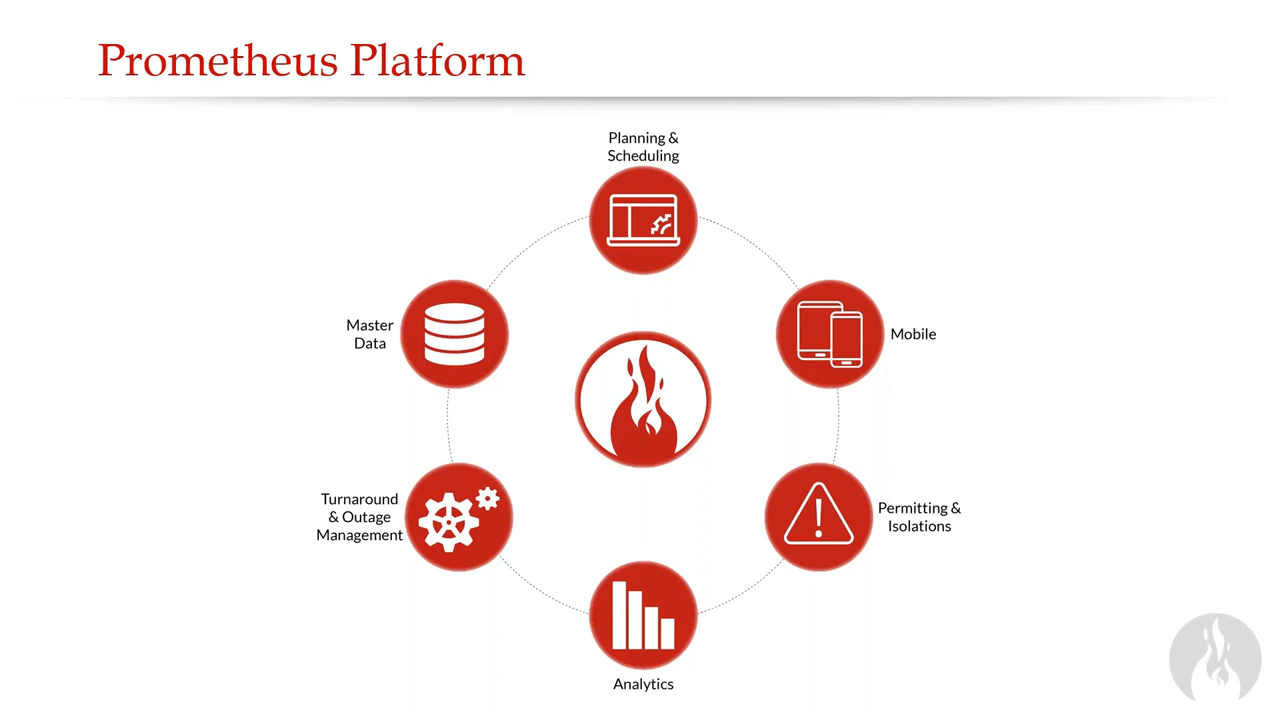 Prometheus Platform
Planning &
Scheduling
Master
Data
Mobile
Turnaround
& Outage
Management
Permitting &
Isolations
Analytics